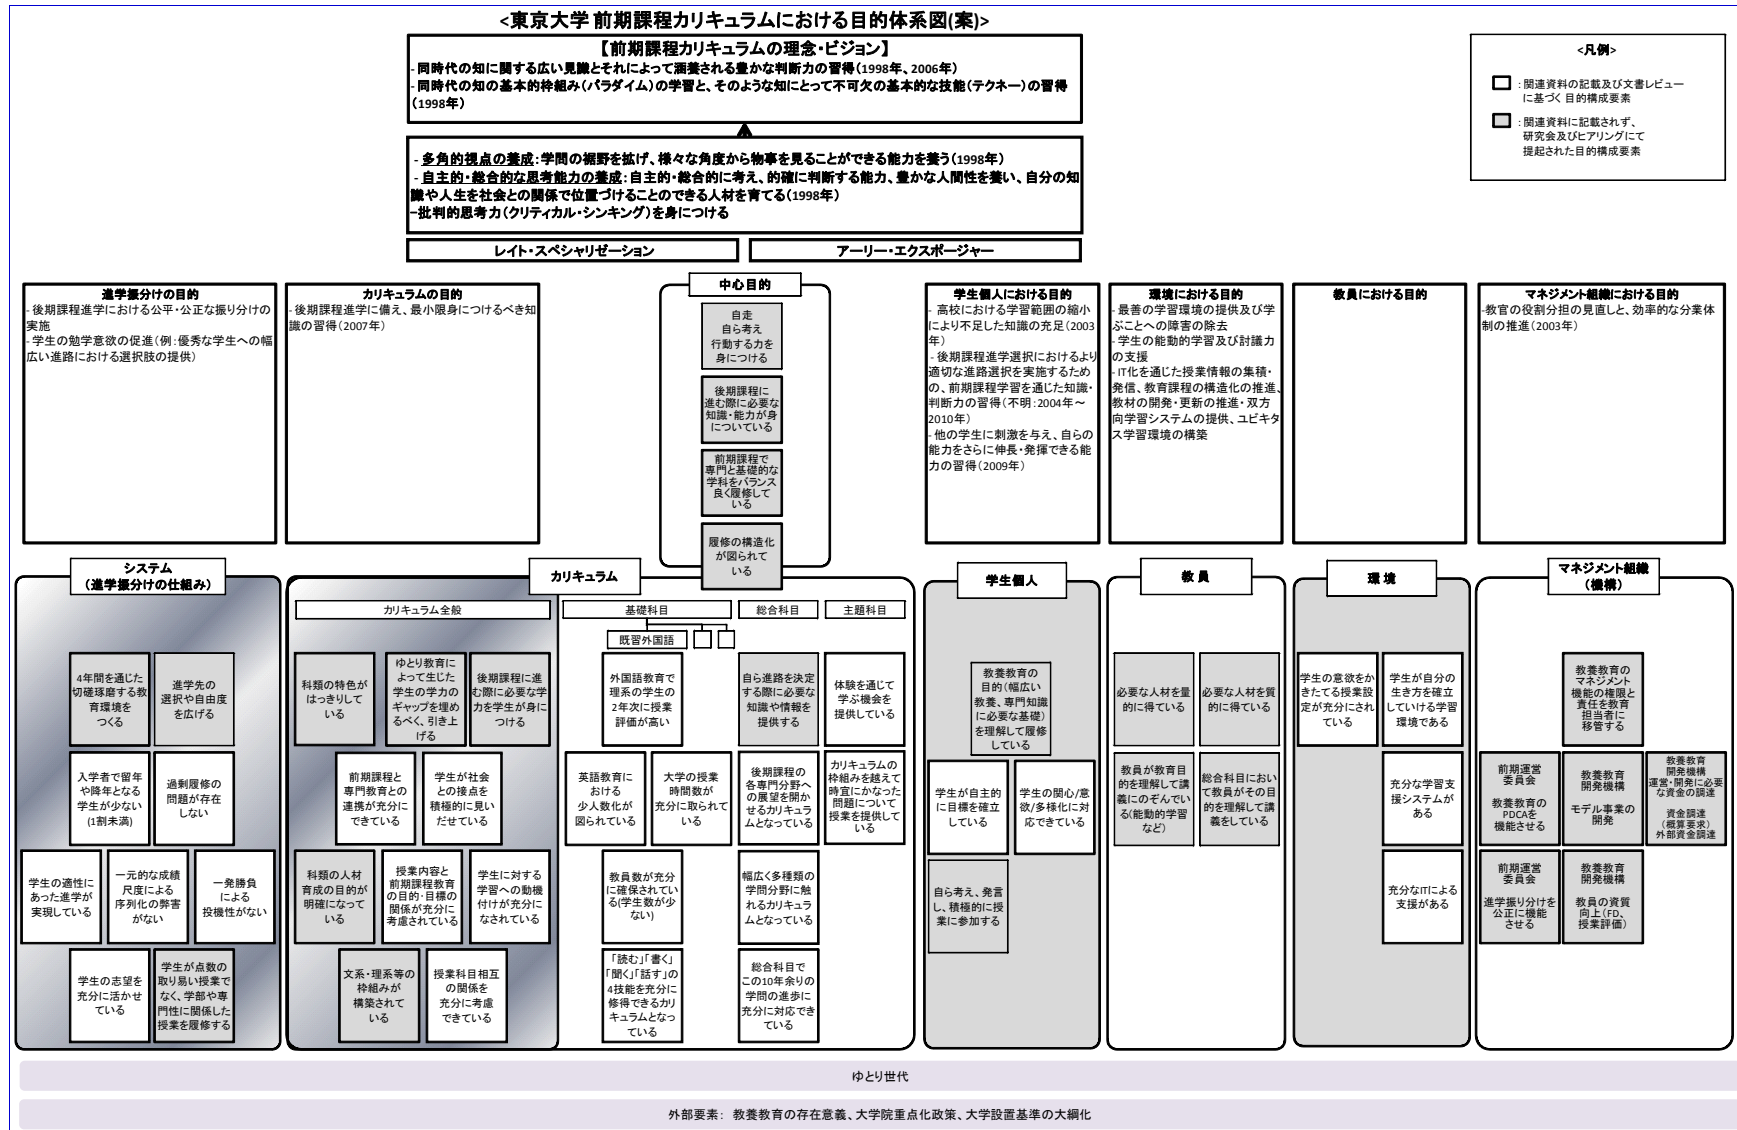 <東京大学 前期課程カリキュラムにおける目的体系図(案)>
【前期課程カリキュラムの理念・ビジョン】
- 同時代の知に関する広い見識とそれによって涵養される豊かな判断力の習得(1998年、2006年)
- 同時代の知の基本的枠組み(パラダイム)の学習と、そのような知にとって不可欠の基本的な技能(テクネー)の習得
(1998年)
<凡例>
:関連資料の記載及び文書レビュー
に基づく目的構成要素
:関連資料に記載されず、
研究会及びヒアリングにて
提起された目的構成要素
- 多角的視点の養成:学問の裾野を拡げ、様々な角度から物事を見ることができる能力を養う(1998年)
- 自主的・総合的な思考能力の養成:自主的・総合的に考え、的確に判断する能力、豊かな人間性を養い、自分の知
識や人生を社会との関係で位置づけることのできる人材を育てる(1998年)
-批判的思考力(クリティカル・シンキング)を身につける
レイト・スペシャリゼーション
アーリー・エクスポージャー
進学振分けの目的
- 後期課程進学における公平・公正な振り分けの
実施
- 学生の勉学意欲の促進(例:優秀な学生への幅
広い進路における選択肢の提供)
カリキュラムの目的
- 後期課程進学に備え、最小限身につけるべき知
識の習得(2007年)
中心目的
自走
自ら考え
行動する力を
身につける
後期課程に
進む際に必要な
知識・能力が身
についている
前期課程で
専門と基礎的な
学科をバランス
良く履修して
いる
履修の構造化
が図られて
いる
学生個人における目的
- 高校における学習範囲の縮小
により不足した知識の充足(2003
年)
- 後期課程進学選択におけるより
適切な進路選択を実施するため
の、前期課程学習を通じた知識・
判断力の習得(不明:2004年~
2010年)
- 他の学生に刺激を与え、自らの
能力をさらに伸長・発揮できる能
力の習得(2009年)
環境における目的
- 最善の学習環境の提供及び学
ぶことへの障害の除去
- 学生の能動的学習及び討議力
の支援
- IT化を通じた授業情報の集積・
発信、教育課程の構造化の推進、
教材の開発・更新の推進・双方
向学習システムの提供、ユビキタ
ス学習環境の構築
教員における目的
マネジメント組織における目的
- 教官の役割分担の見直しと、効率的な分業体
制の推進(2003年)
システム
(進学振分けの仕組み)
4年間を通じた
切磋琢磨する教
育環境を
つくる
進学先の
選択や自由度
を広げる
入学者で留年
や降年となる
学生が少ない
(1割未満)
過剰履修の
問題が存在
しない
学生の適性に
あった進学が
実現している
一元的な成績
尺度による
序列化の弊害
がない
一発勝負
による
投機性がない
学生の志望を
充分に活かせ
ている
学生が点数の
取り易い授業で
なく、学部や専
門性に関係した
授業を履修する
カリキュラム
カリキュラム全般
基礎科目
総合科目
主題科目
既習外国語
科類の特色が
はっきりして
いる
ゆとり教育に
よって生じた
学生の学力の
ギャップを埋め
るべく、引き上
げる
後期課程に進
む際に必要な学
力を学生が身に
つける
前期課程と
専門教育との
連携が充分に
できている
学生が社会
との接点を
積極的に見い
だせている
科類の人材
育成の目的が
明確になって
いる
授業内容と
前期課程教育
の目的・目標の
関係が充分に
考慮されている
学生に対する
学習への動機
付けが充分に
なされている
文系・理系等の
枠組みが
構築されて
いる
授業科目相互
の関係を
充分に考慮
できている
外国語教育で
理系の学生の
2年次に授業
評価が高い
英語教育に
おける
少人数化が
図られている
大学の授業
時間数が
充分に取られて
いる
教員数が充分
に確保されてい
る(学生数が少
ない)
「読む」「書く」
「聞く」「話す」の
4技能を充分に
修得できるカリ
キュラムとなっ
ている
自ら進路を決定
する際に必要な
知識や情報を
提供する
後期課程の
各専門分野へ
の展望を開か
せるカリキュラ
ムとなっている
幅広く多種類の
学問分野に触
れるカリキュラ
ムとなっている
総合科目で
この10年余りの
学問の進歩に
充分に対応でき
ている
体験を通じて
学ぶ機会を
提供している
カリキュラムの
枠組みを越えて
時宜にかなった
問題について
授業を提供して
いる
学生個人
教養教育の
目的(幅広い
教養、専門知識
に必要な基礎)
を理解して履修
している
学生が自主的
に目標を確立
している
学生の関心/意
欲/多様化に対
応できている
自ら考え、発言
し、積極的に授
業に参加する
教員
必要な人材を量
的に得ている
必要な人材を質
的に得ている
教員が教育目
的を理解して講
義にのぞんでい
る(能動的学習
など)
総合科目におい
て教員がその目
的を理解して講
義をしている
環境
学生の意欲をか
きたてる授業設
定が充分にされ
ている
学生が自分の
生き方を確立
していける学習
環境である
充分な学習支
援システムが
ある
充分なITによる
支援がある
マネジメント組織
(機構)
教養教育の
マネジメント
機能の権限と
責任を教育
担当者に
移管する
前期運営
委員会
教養教育の
PDCAを
機能させる
教養教育
開発機構
モデル事業の
開発
教養教育
開発機構
運営・開発に必要
な資金の調達
資金調達
(概算要求)
外部資金調達
前期運営
委員会
進学振り分けを
公正に機能
させる
教養教育
開発機構
教員の資質
向上(FD、
授業評価)
ゆとり世代
外部要素: 教養教育の存在意義、大学院重点化政策、大学設置基準の大綱化